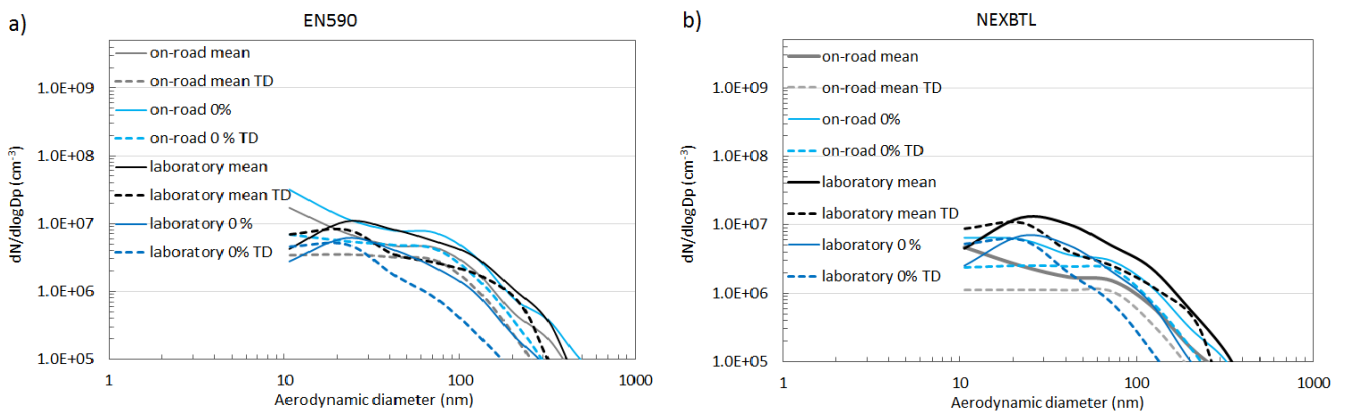 a)
EN590
dN/dlogDp (cm-3)
1.0E+09
1.0E+08
1.0E+07
1.0E+06
1.0E+05
on-road mean
on-road mean TD
on-road 0%
on-road 0 % TD
laboratory mean
laboratory mean TD
laboratory 0 %
laboratory 0% TD
1
10
100
1000
Aerodynamic diameter (nm)
b)
NEXBTL
dN/dlogDp (cm-3)
1.0E+09
1.0E+08
1.0E+07
1.0E+06
1.0E+05
on-road mean
on-road mean TD
on-road 0%
on-road 0% TD
laboratory mean
laboratory mean TD
laboratory 0 %
laboratory 0% TD
1
10
100
1000
Aerodynamic diameter (nm)